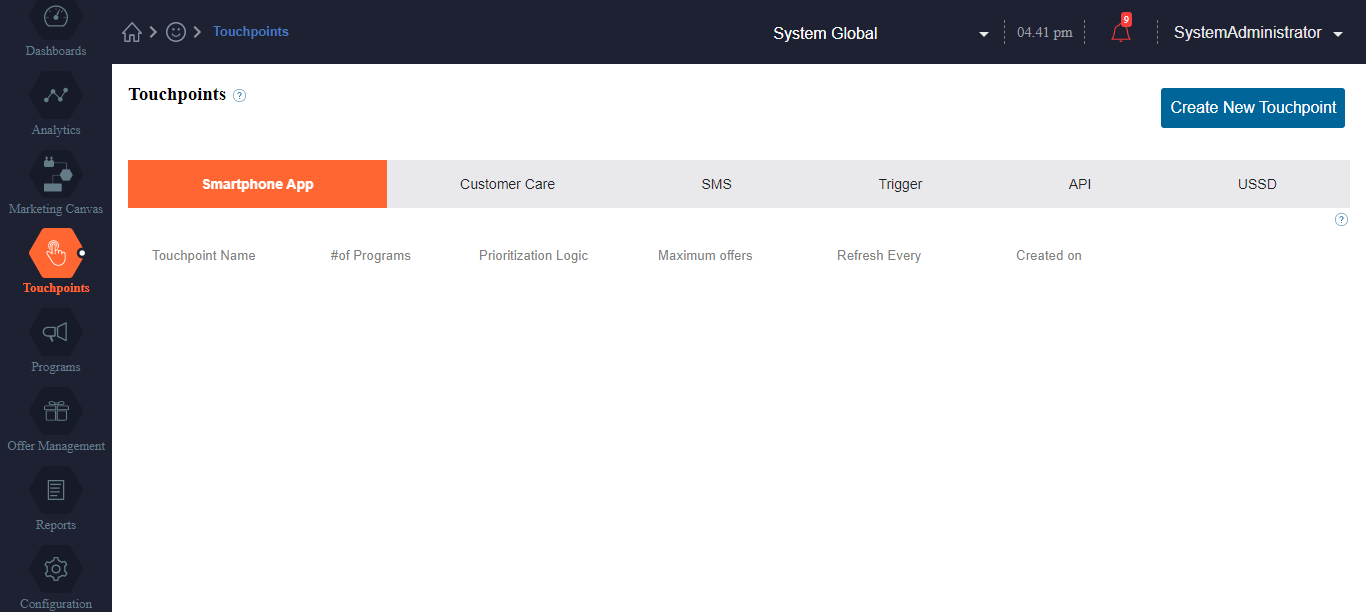 Dashboards
Analytics
Marketing Canvas
Touchpoints
Programs
Offer Management
Reports
Configuration
Touchpoints
System Global
04.41 pm
9
SystemAdministrator
Touchpoints ?
Create New Touchpoint
Smartphone App Customer Care SMS Trigger API USSD
?
Touchpoint Name #of Programs Prioritization Logic Maximum offers Refresh Every Created on